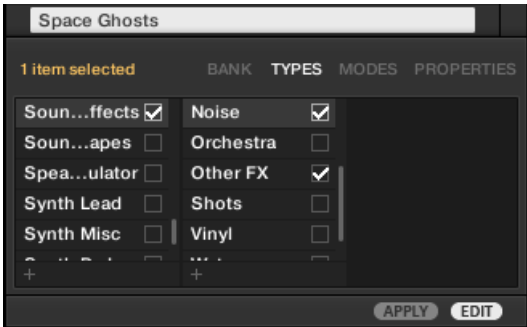 Space Ghosts
1 item selected BANK TYPES MODES PROPERTIES
Soun...ffects Noise
Soun...apes Orchestra
Spea...ulator Other FX
Synth Lead Shots
Synth Misc Vinyl
+ +
APPLY EDIT